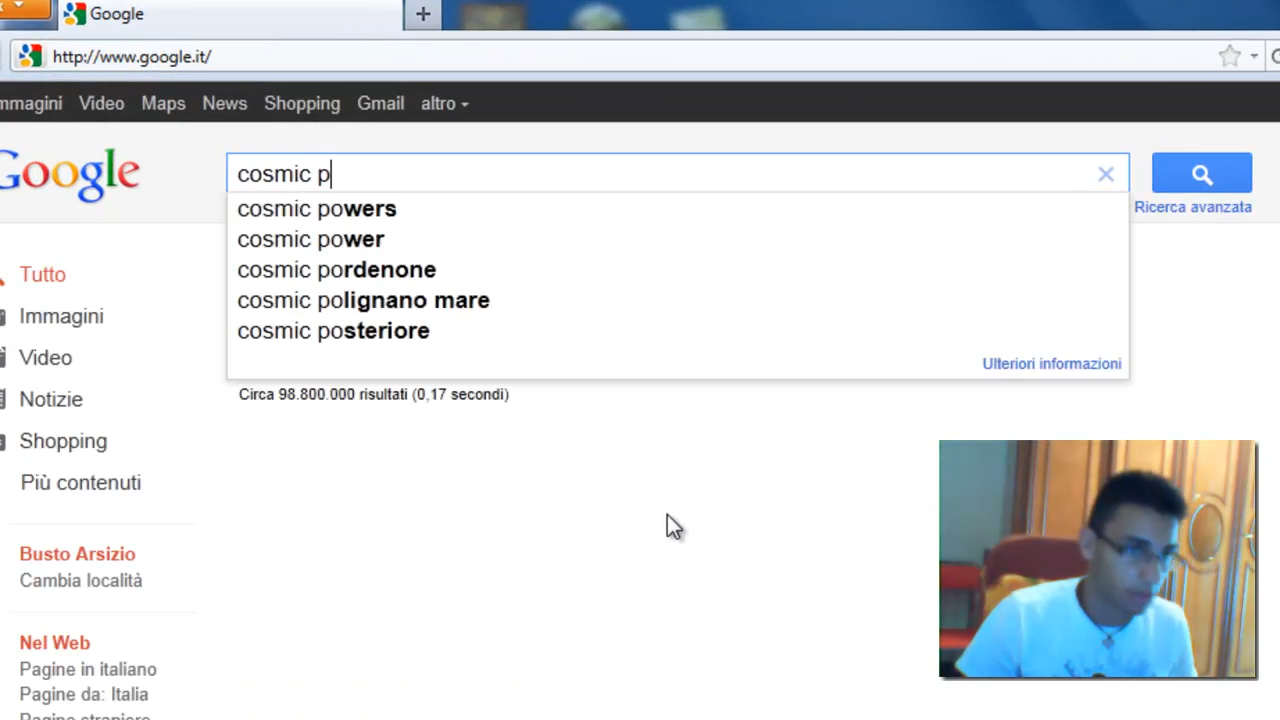 Google
http://www.google.it/
mmagini Video Maps News Shopping Gmail altro
Google
cosmic p
Ricerca avanzata
cosmic powers
cosmic power
cosmic pordenone
cosmic polignano mare
cosmic posteriore
Ulteriori informazioni
Circa 98.800.000 risultati (0,17 secondi)
Tutto
Immagini
Video
Notizie
Shopping
Più contenuti
Busto Arsizio
Cambia località
Nel Web
Pagine in italiano
Pagine da: Italia
Pagine straniere